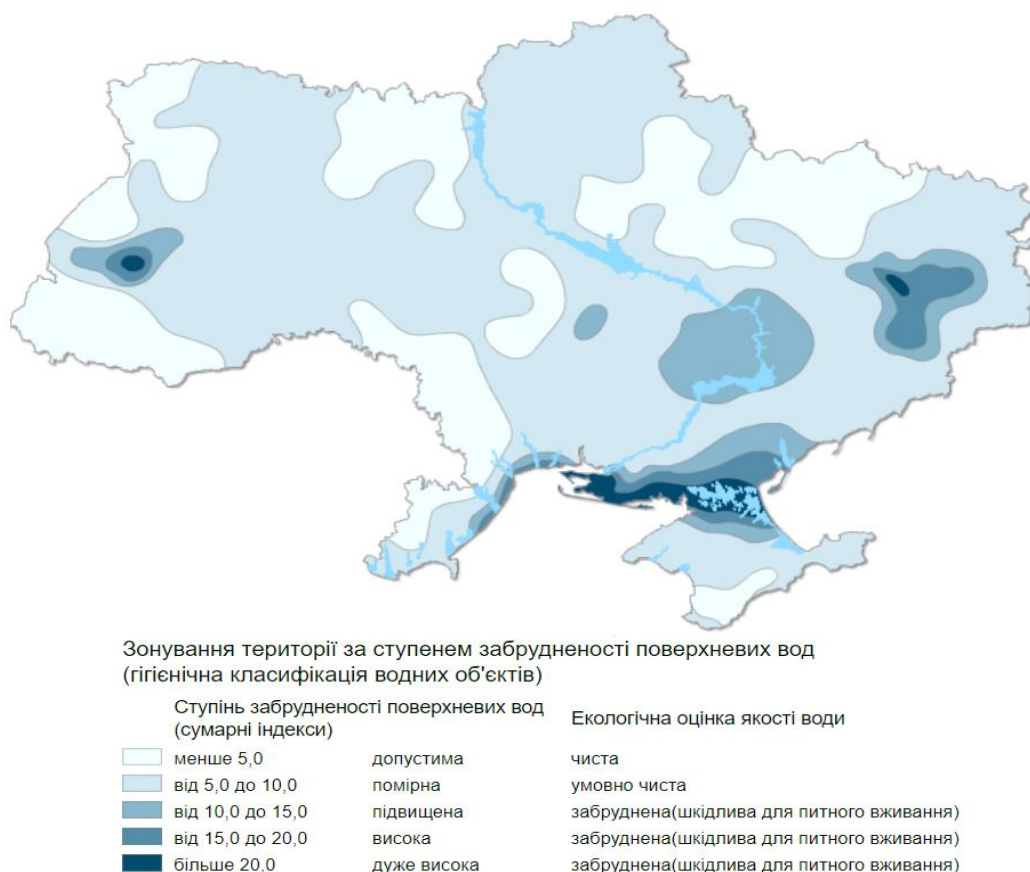 Зонування території за ступенем забрудненості поверхневих вод
(гігієнічна класифікація водних об'єктів)
Ступінь забрудненості поверхневих вод
(сумарні індекси)
Екологічна оцінка якості води
менше 5,0 допустима чиста
від 5,0 до 10,0 помірна умовно чиста
від 10,0 до 15,0 підвищена забруднена(шкідлива для питного вживання)
від 15,0 до 20,0 висока забруднена(шкідлива для питного вживання)
більше 20,0 дуже висока забруднена(шкідлива для питного вживання)